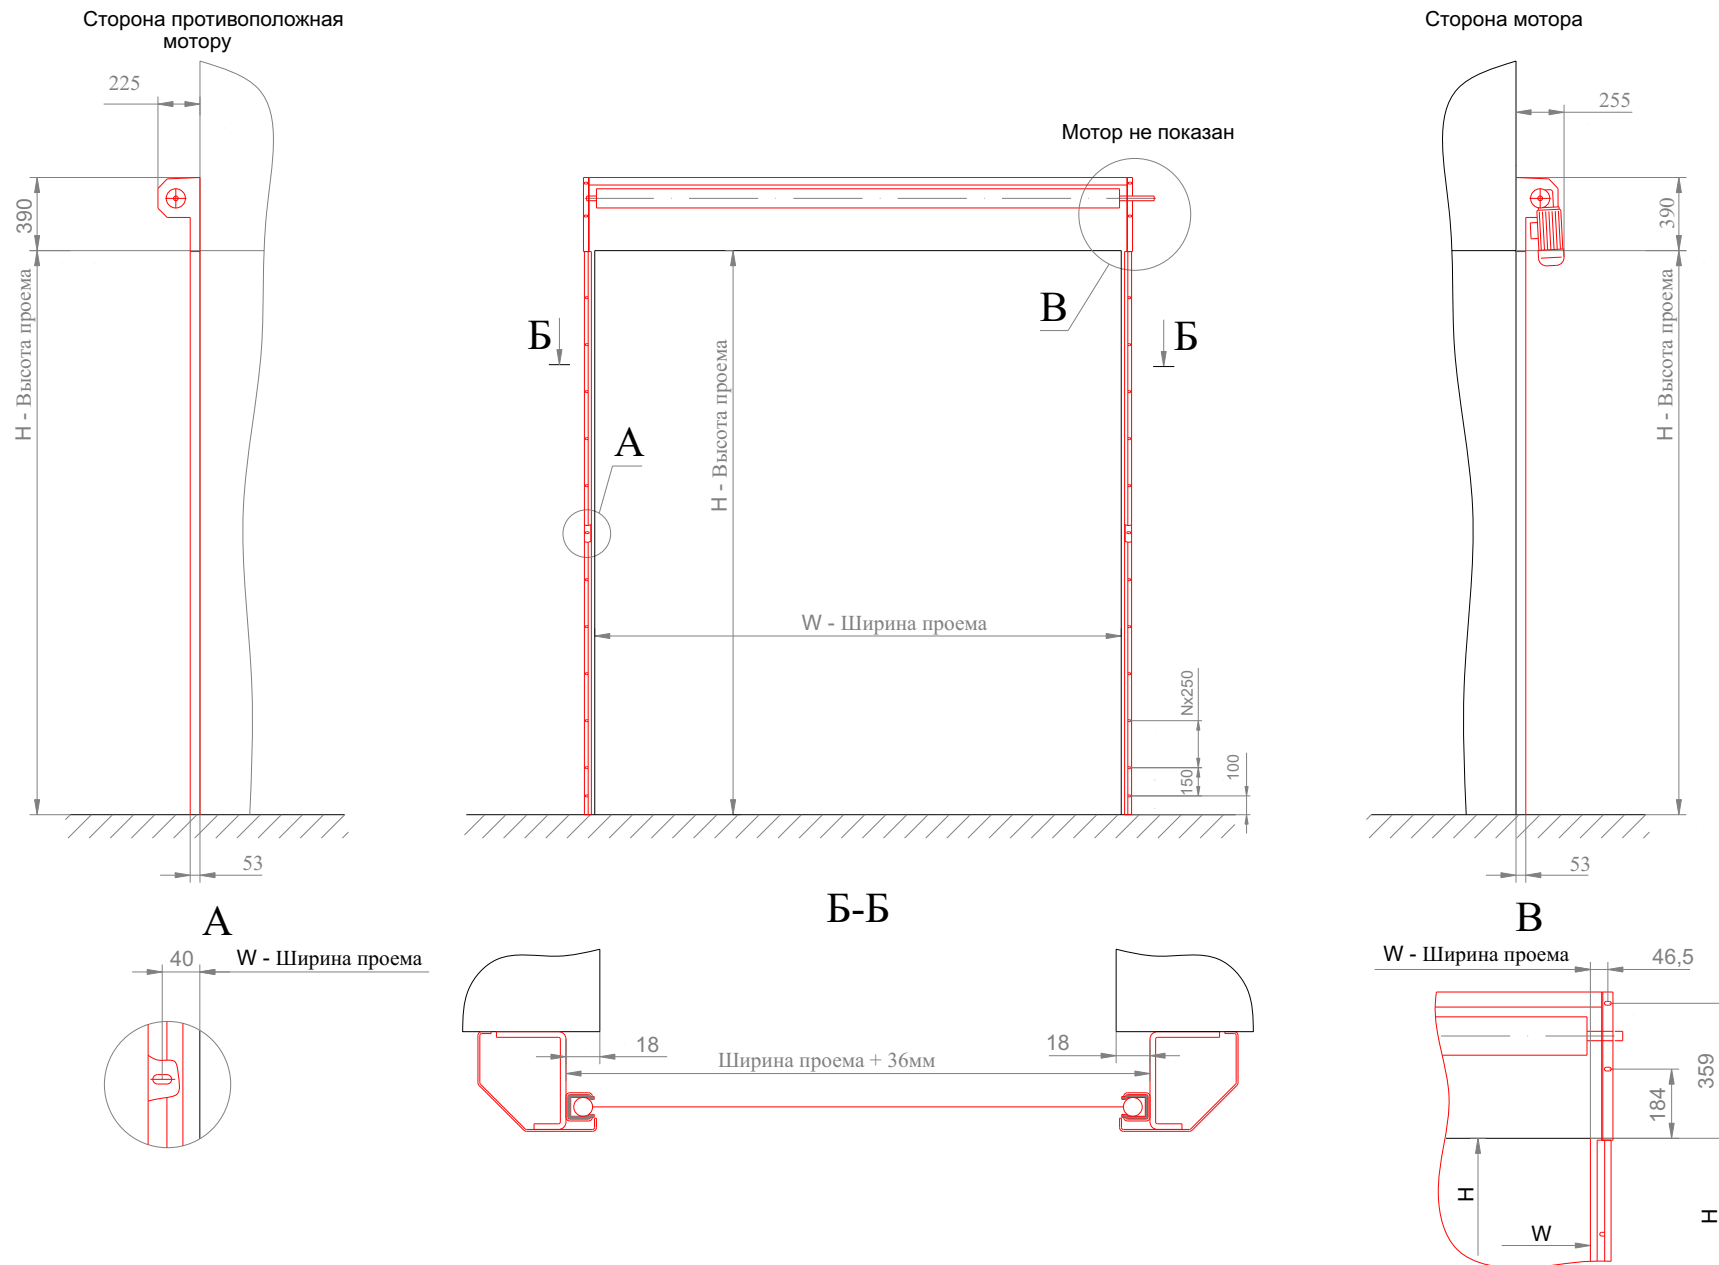 Сторона противоположная
мотору
Сторона мотора
225
255
Мотор не показан
390
390
H - Высота проема
H - Высота проема
H - Высота проема
Б
Б
В
А
W - Ширина проема
Nx250
150
100
53
53
А
Б-Б
В
40
W - Ширина проема
18
Ширина проема + 36мм
18
W - Ширина проема
46,5
359
184
H
W
H